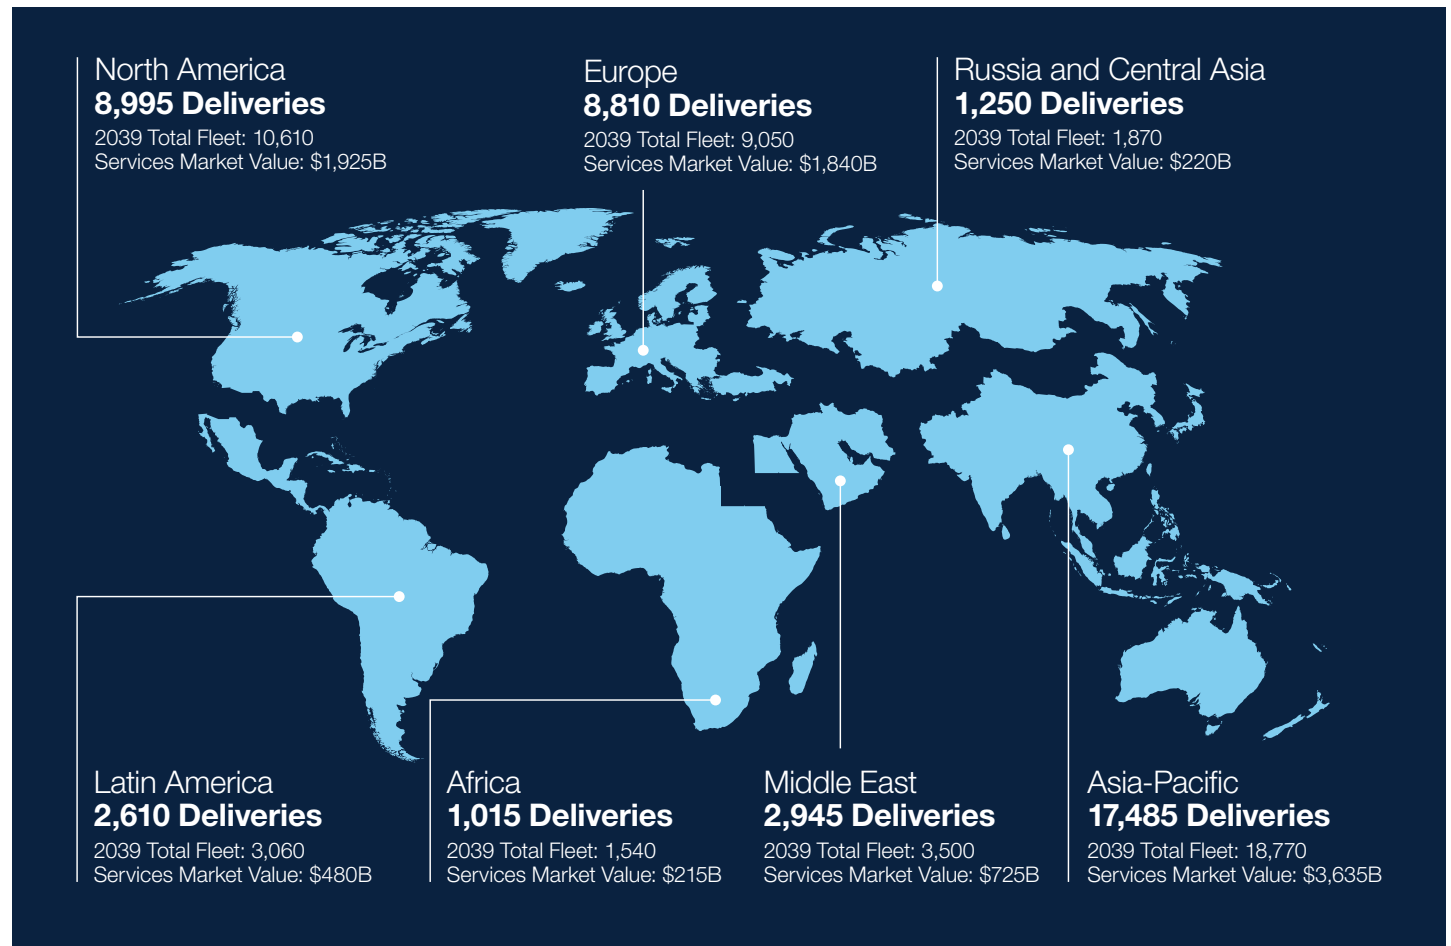 North America
8,995 Deliveries
2039 Total Fleet: 10,610
Services Market Value: $1,925B
Europe
8,810 Deliveries
2039 Total Fleet: 9,050
Services Market Value: $1,840B
Russia and Central Asia
1,250 Deliveries
2039 Total Fleet: 1,870
Services Market Value: $220B
Latin America
2,610 Deliveries
2039 Total Fleet: 3,060
Services Market Value: $480B
Africa
1,015 Deliveries
2039 Total Fleet: 1,540
Services Market Value: $215B
Middle East
2,945 Deliveries
2039 Total Fleet: 3,500
Services Market Value: $725B
Asia-Pacific
17,485 Deliveries
2039 Total Fleet: 18,770
Services Market Value: $3,635B